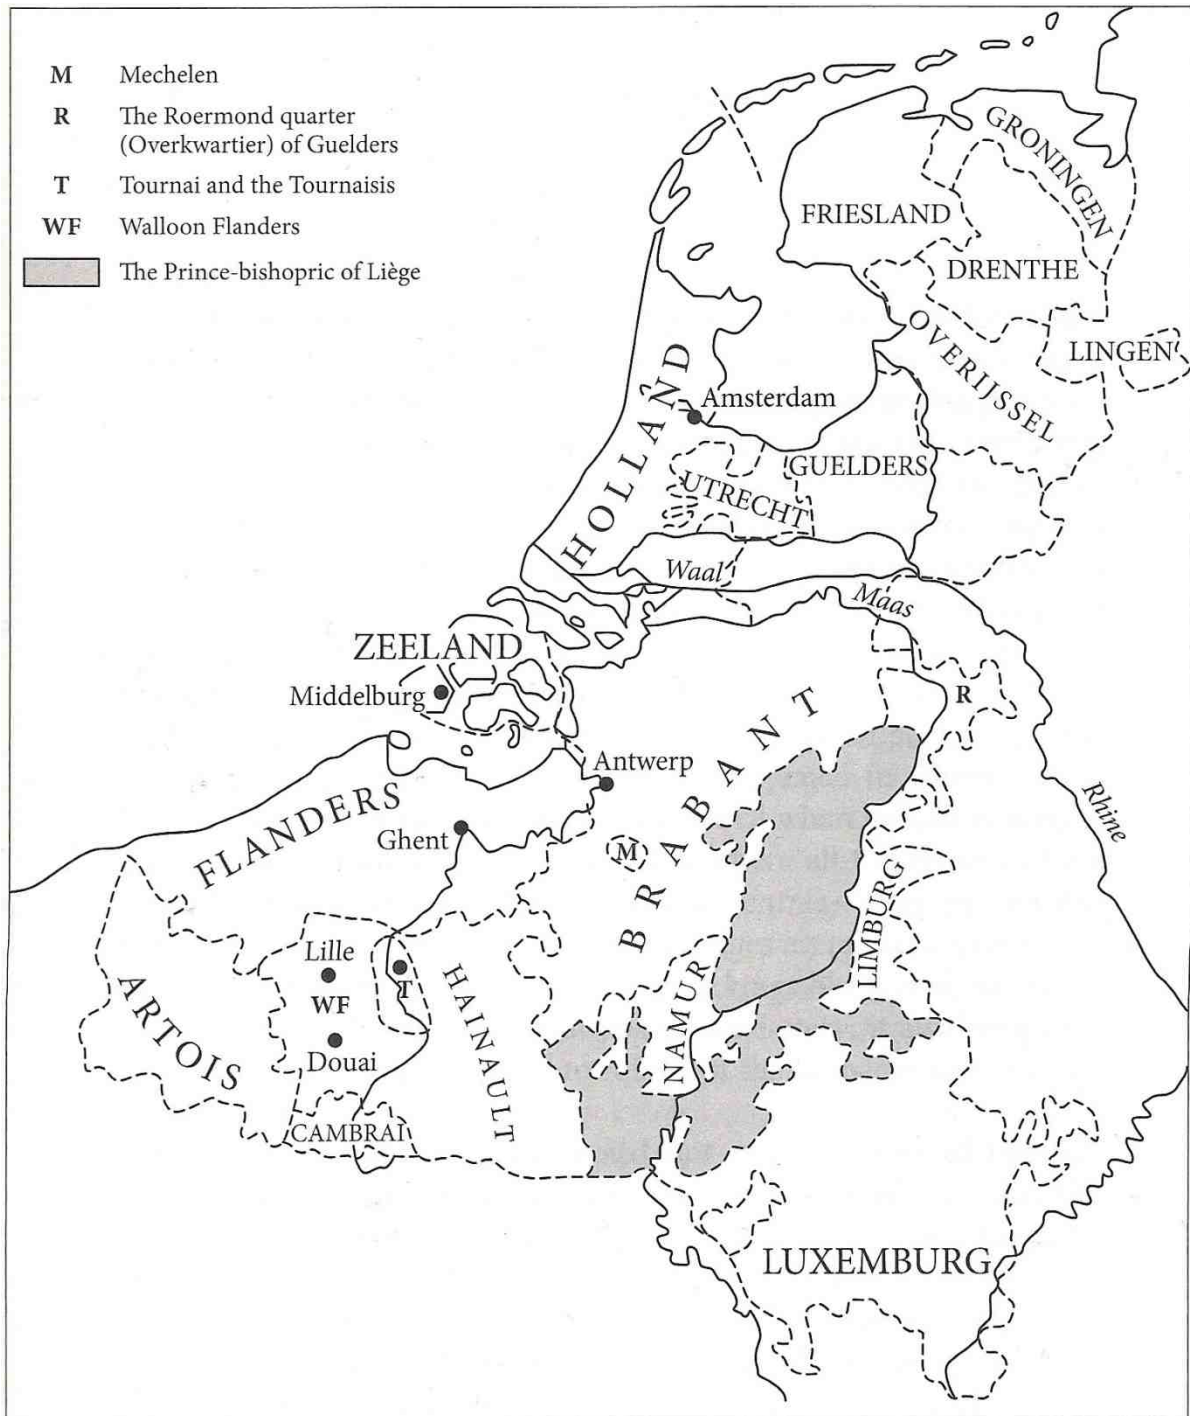 M Mechelen
R The Roermond quarter
(Overkwartier) of Guelders
T Tournai and the Tournaisis
WF Walloon Flanders
The Prince-bishopric of Liège
GRONINGEN
FRIESLAND
DRENTHE
OVERIJSSEL
LINGEN
HOLLAND
Amsterdam
GUELDERS
UTRECHT
Waal
Maas
ZEELAND
Middelburg
R
BRABANT
Antwerp
Rhine
FLANDERS
Ghent
M
LIMBURG
Lille
T
WF
HAINAULT
NAMUR
ARTOIS
Douai
CAMBRAI
LUXEMBURG